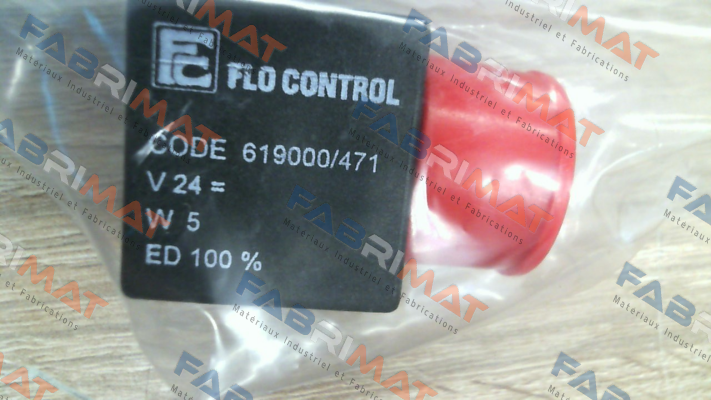 FC
FLO CONTROL
CODE 619000/471
V 24 =
W 5
ED 100 %
FABRIMAT
Matériaux Industriel et Fabrications